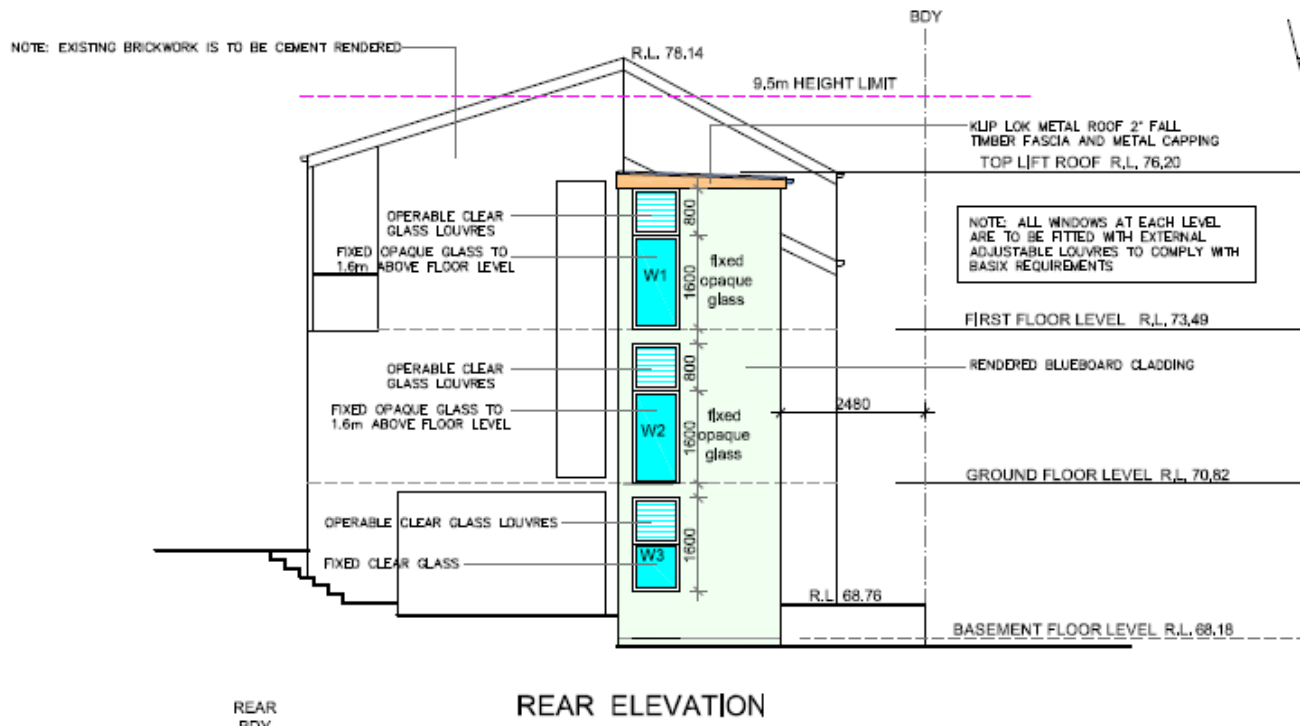 BDY
NOTE: EXISTING BRICKWORK IS TO BE CEMENT RENDERED
R.L. 78.14
9.5m HEIGHT LIMIT
KLIP LOK METAL ROOF 2° FALL
TIMBER FASCIA AND METAL CAPPING
TOP LIFT ROOF R.L. 76.20
OPERABLE CLEAR
GLASS LOUVRES
800
NOTE: ALL WINDOWS AT EACH LEVEL
ARE TO BE FITTED WITH EXTERNAL
ADJUSTABLE LOUVRES TO COMPLY WITH
BASIX REQUIREMENTS
FIXED OPAQUE GLASS TO
1.6m ABOVE FLOOR LEVEL
W1
1600
fixed
opaque
glass
FIRST FLOOR LEVEL R.L. 73.49
OPERABLE CLEAR
GLASS LOUVRES
800
RENDERED BLUEBOARD CLADDING
FIXED OPAQUE GLASS TO
1.6m ABOVE FLOOR LEVEL
W2
1600
fixed
opaque
glass
2480
GROUND FLOOR LEVEL R.L. 70.82
OPERABLE CLEAR GLASS LOUVRES
FIXED CLEAR GLASS
W3
1600
R.L. 68.76
BASEMENT FLOOR LEVEL R.L. 68.18
REAR ELEVATION
REAR
BDY